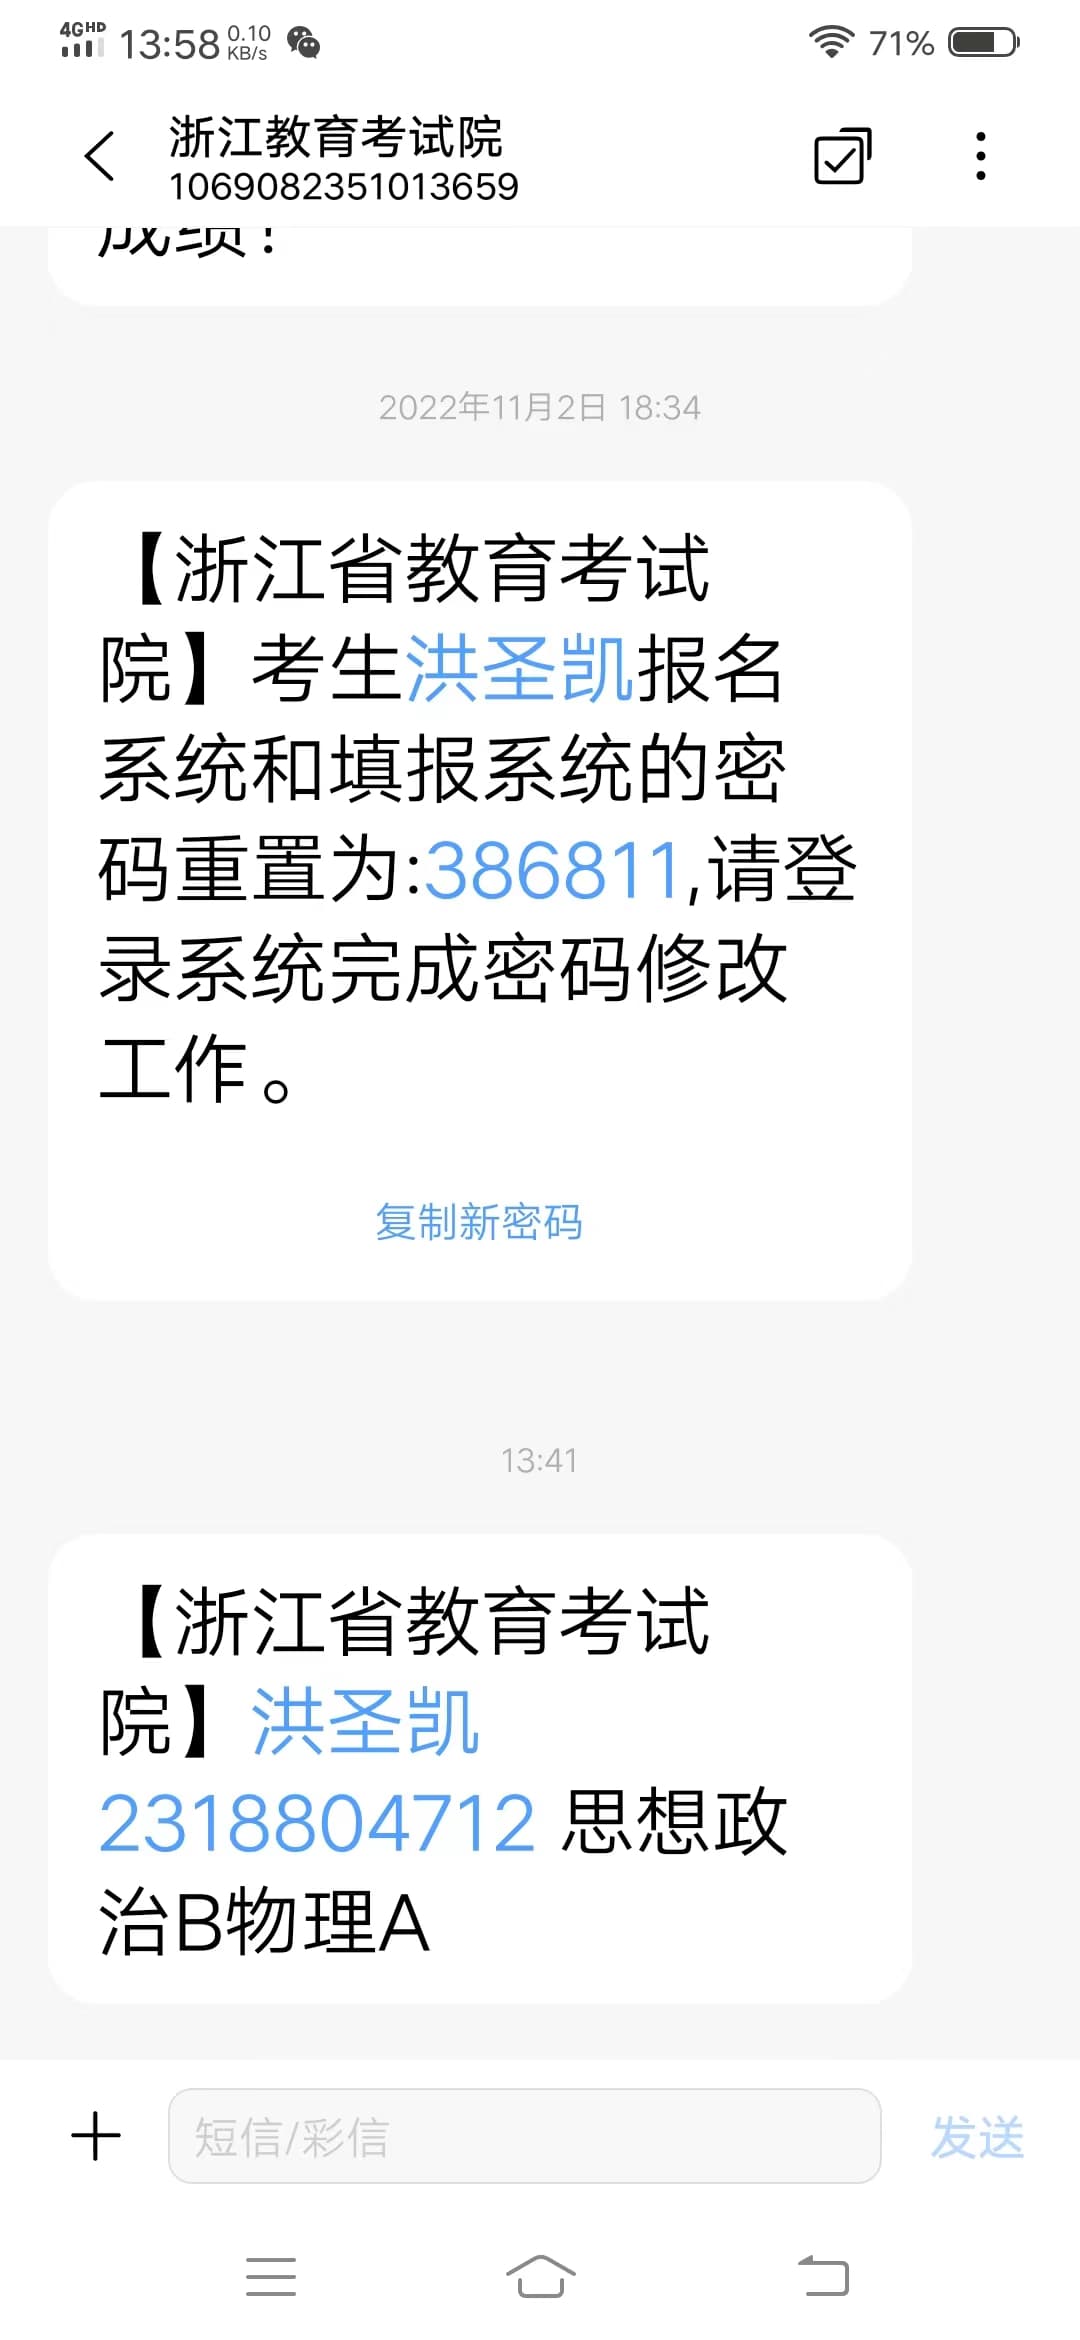 4GHD 13:58 0.10 KB/s 71%
浙江教育考试院
1069082351013659
成绩!
2022年11月2日 18:34
【浙江省教育考试
院】考生洪圣凯报名
系统和填报系统的密
码重置为:386811,请登
录系统完成密码修改
工作。
复制新密码
13:41
【浙江省教育考试
院】洪圣凯
2318804712 思想政
治B物理A
短信/彩信
发送